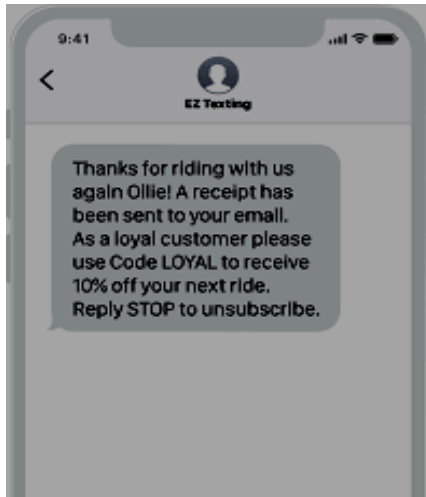 9:41
EZ Texting
Thanks for riding with us
again Ollie! A receipt has
been sent to your email.
As a loyal customer please
use Code LOYAL to receive
10% off your next ride.
Reply STOP to unsubscribe.